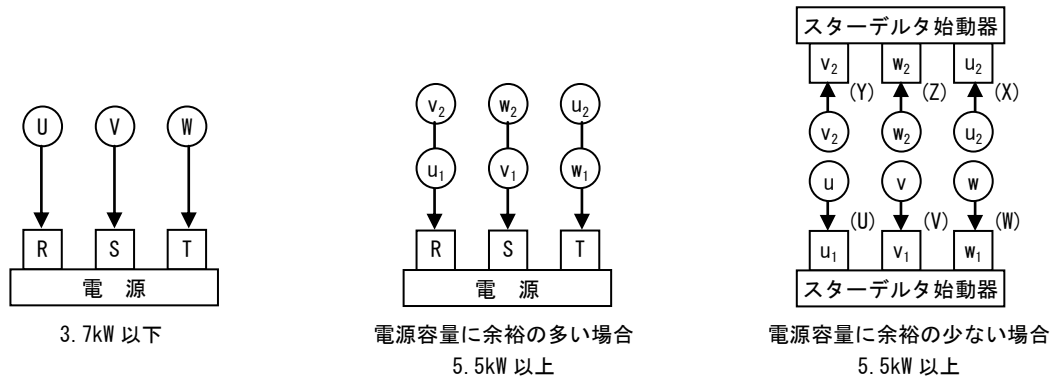 U V W
R S T
電 源
3.7kW 以下
v₂ w₂ u₂
u₁ v₁ w₁
R S T
電 源
電源容量に余裕の多い場合
5.5kW 以上
スターデルタ始動器
v₂ w₂ u₂
(Y) (Z) (X)
v₂ w₂ u₂
u v w
(U) (V) (W)
u₁ v₁ w₁
スターデルタ始動器
電源容量に余裕の少ない場合
5.5kW 以上